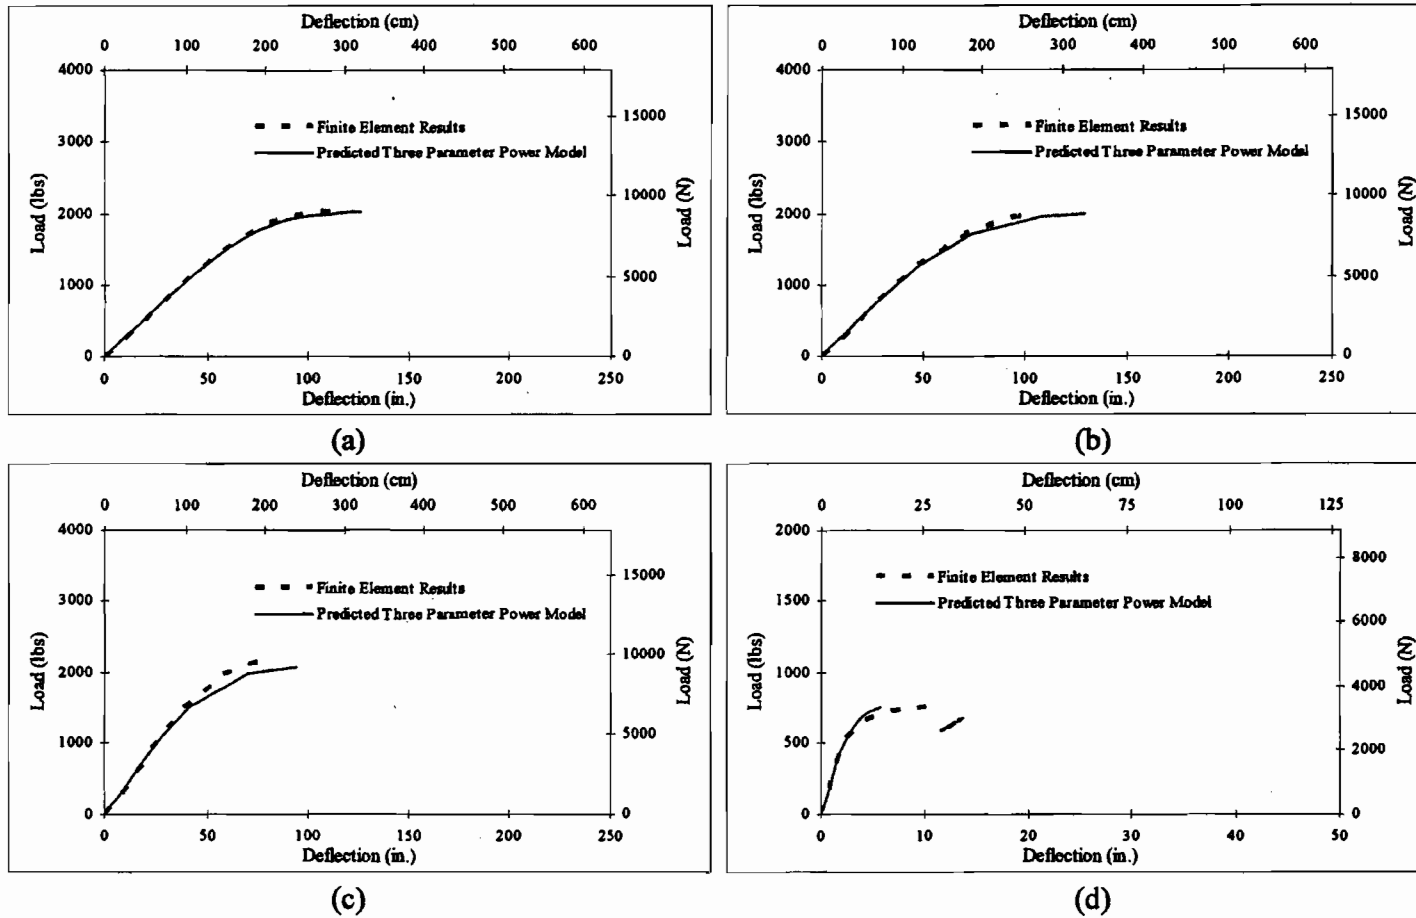 Deflection (cm)
0 100 200 300 400 500 600
4000
3000
2000
1000
0
Load (lbs)
Finite Element Results
Predicted Three Parameter Power Model
15000
10000
5000
0
Load (N)
0 50 100 150 200 250
Deflection (in.)
(a)
Deflection (cm)
0 100 200 300 400 500 600
4000
3000
2000
1000
0
Load (lbs)
Finite Element Results
Predicted Three Parameter Power Model
15000
10000
5000
0
Load (N)
0 50 100 150 200 250
Deflection (in.)
(b)
Deflection (cm)
0 100 200 300 400 500 600
4000
3000
2000
1000
0
Load (lbs)
Finite Element Results
Predicted Three Parameter Power Model
15000
10000
5000
0
Load (N)
0 50 100 150 200 250
Deflection (in.)
(c)
Deflection (cm)
0 25 50 75 100 125
2000
1500
1000
500
0
Load (lbs)
Finite Element Results
Predicted Three Parameter Power Model
8000
6000
4000
2000
0
Load (N)
0 10 20 30 40 50
Deflection (in.)
(d)